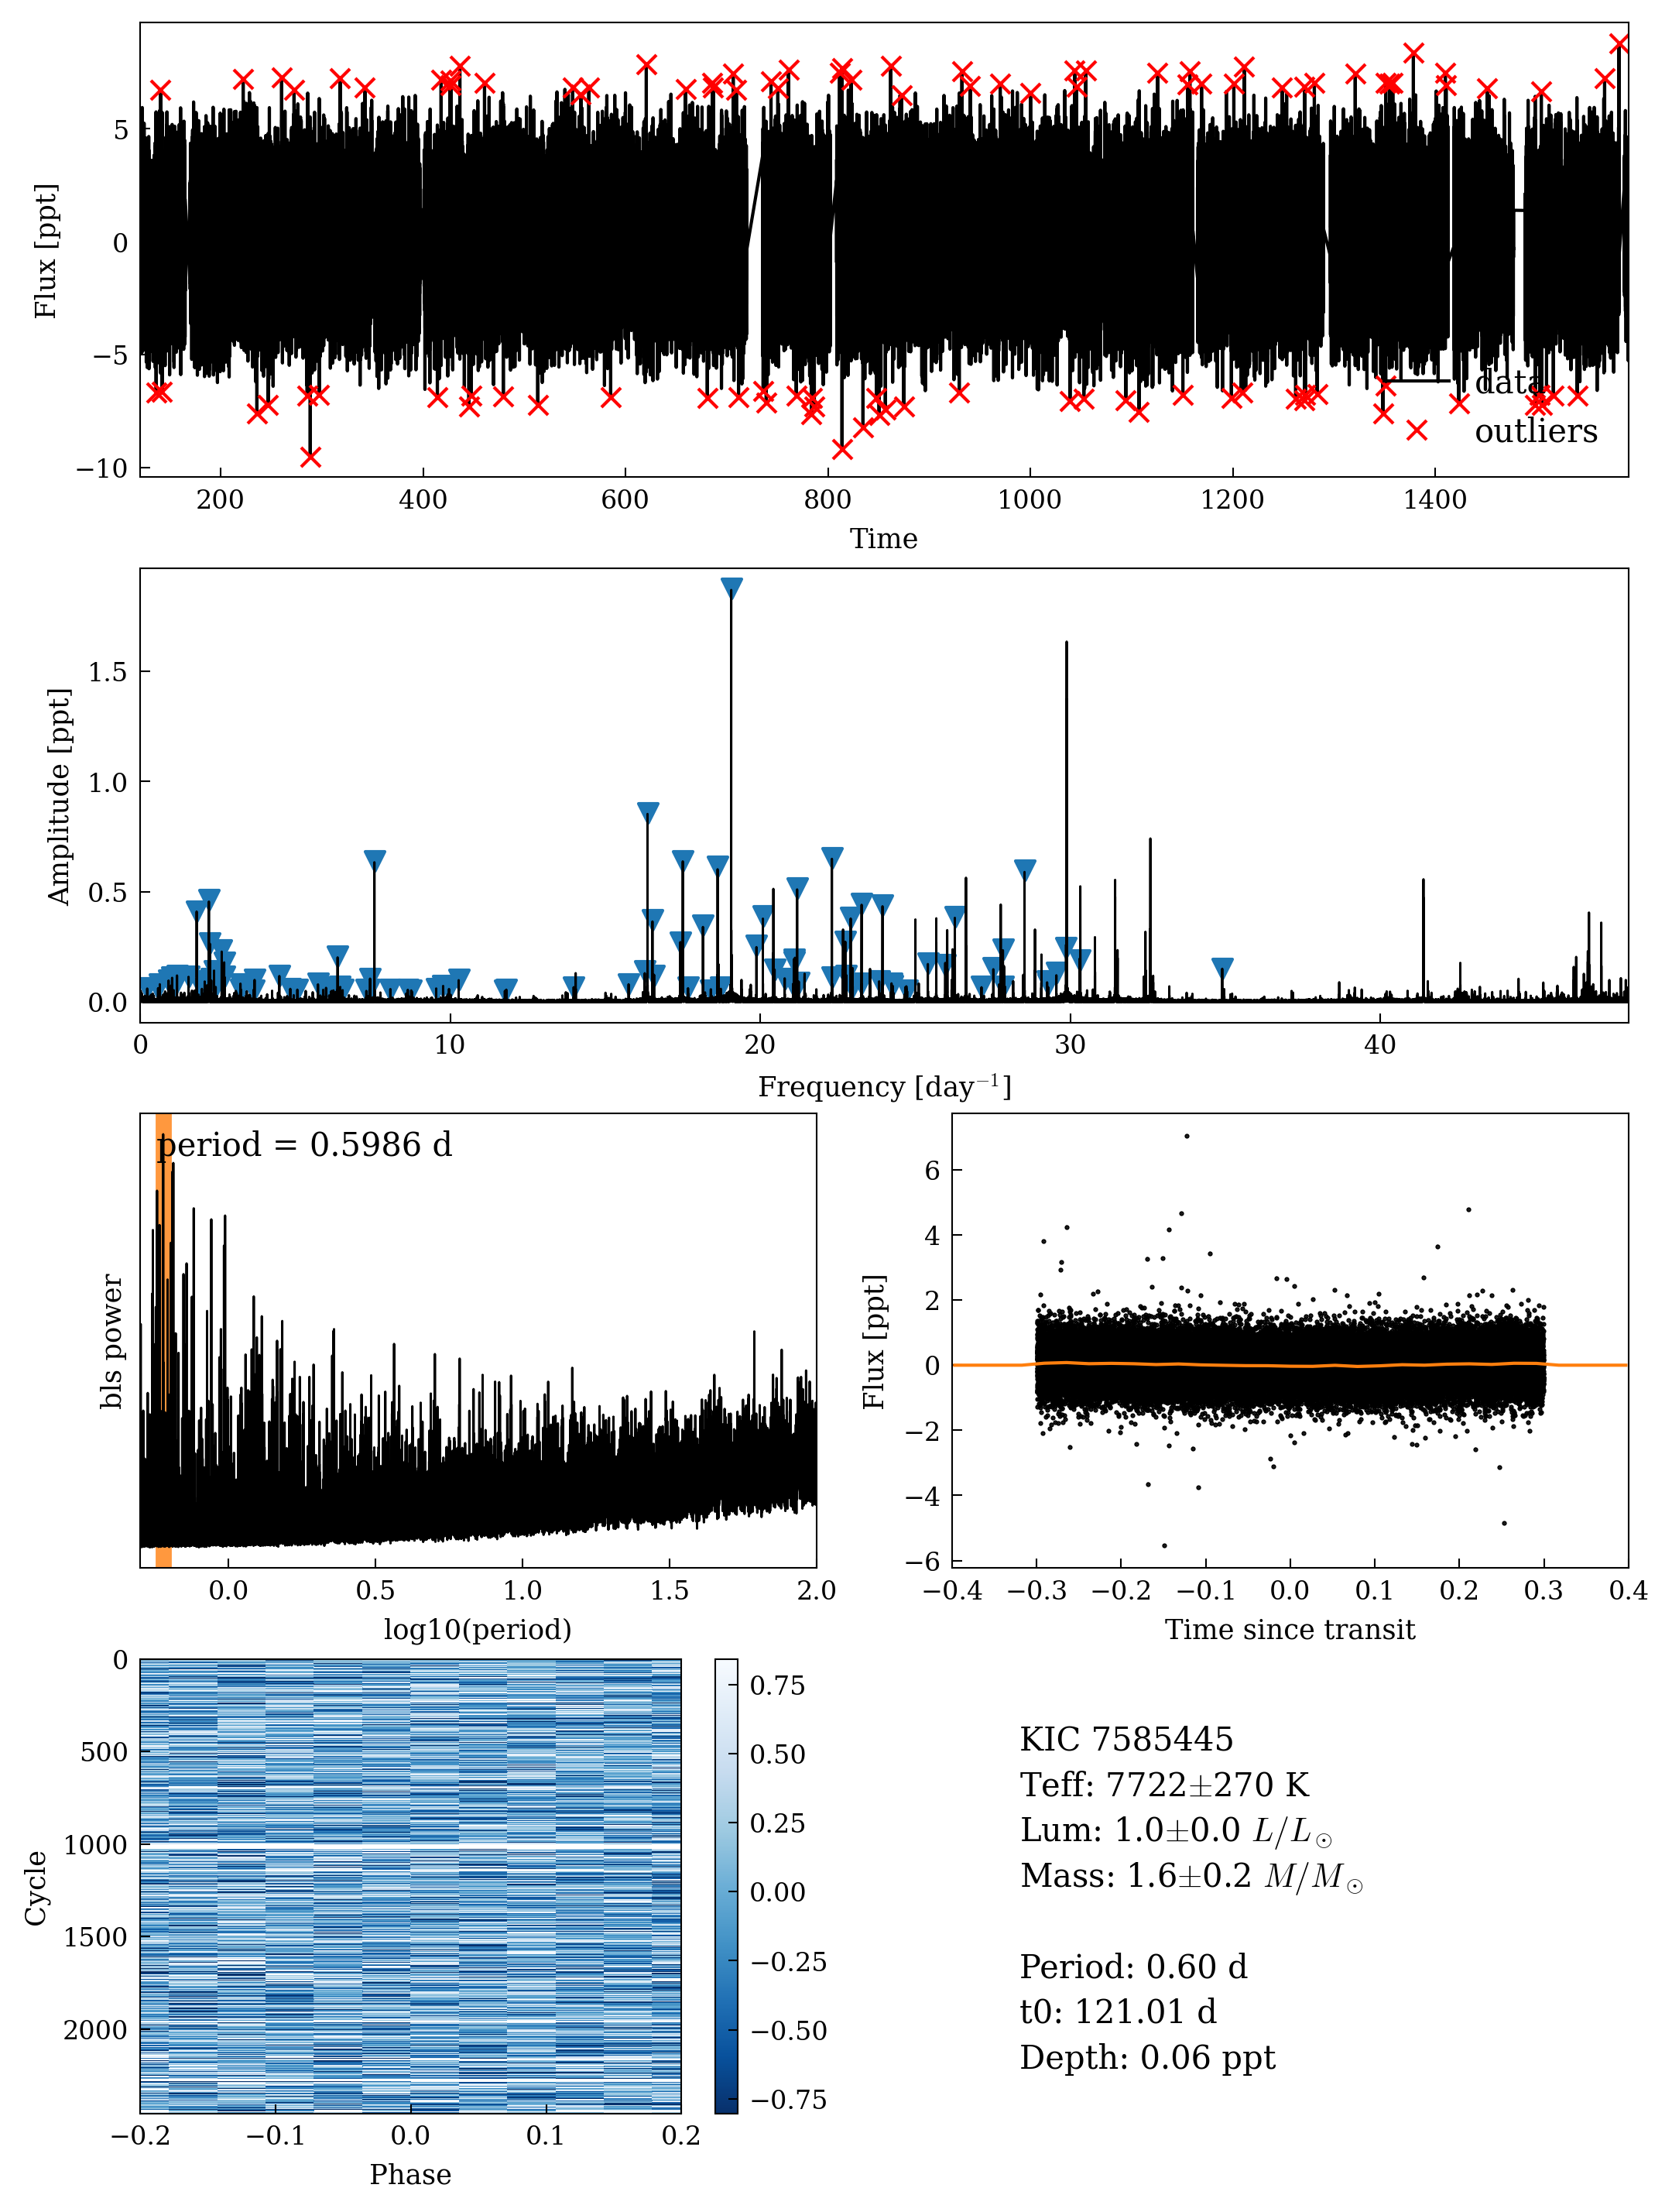 5
0
−5
−10
Flux [ppt]
data
outliers
200 400 600 800 1000 1200 1400
Time
1.5
1.0
0.5
0.0
Amplitude [ppt]
0 10 20 30 40
Frequency [day⁻¹]
period = 0.5986 d
bls power
0.0 0.5 1.0 1.5 2.0
log10(period)
6
4
2
0
−2
−4
−6
Flux [ppt]
−0.4 −0.3 −0.2 −0.1 0.0 0.1 0.2 0.3 0.4
Time since transit
0
500
1000
1500
2000
Cycle
−0.2 −0.1 0.0 0.1 0.2
Phase
0.75
0.50
0.25
0.00
−0.25
−0.50
−0.75
KIC 7585445
Teff: 7722±270 K
Lum: 1.0±0.0 L/L⊙
Mass: 1.6±0.2 M/M⊙
Period: 0.60 d
t0: 121.01 d
Depth: 0.06 ppt